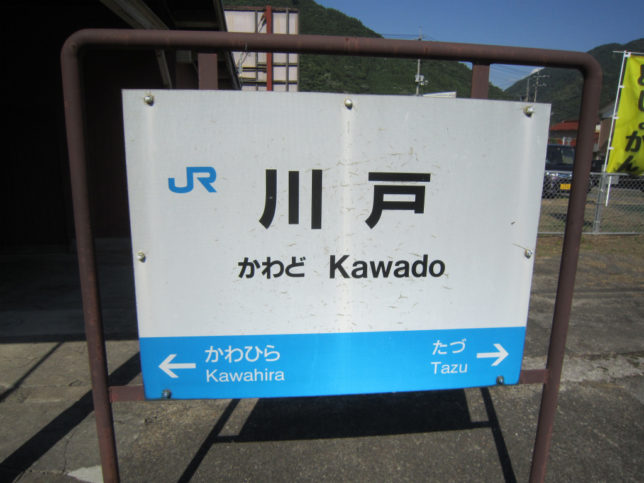 JR
川戸
かわど Kawado
← かわひら
Kawahira
たづ →
Tazu